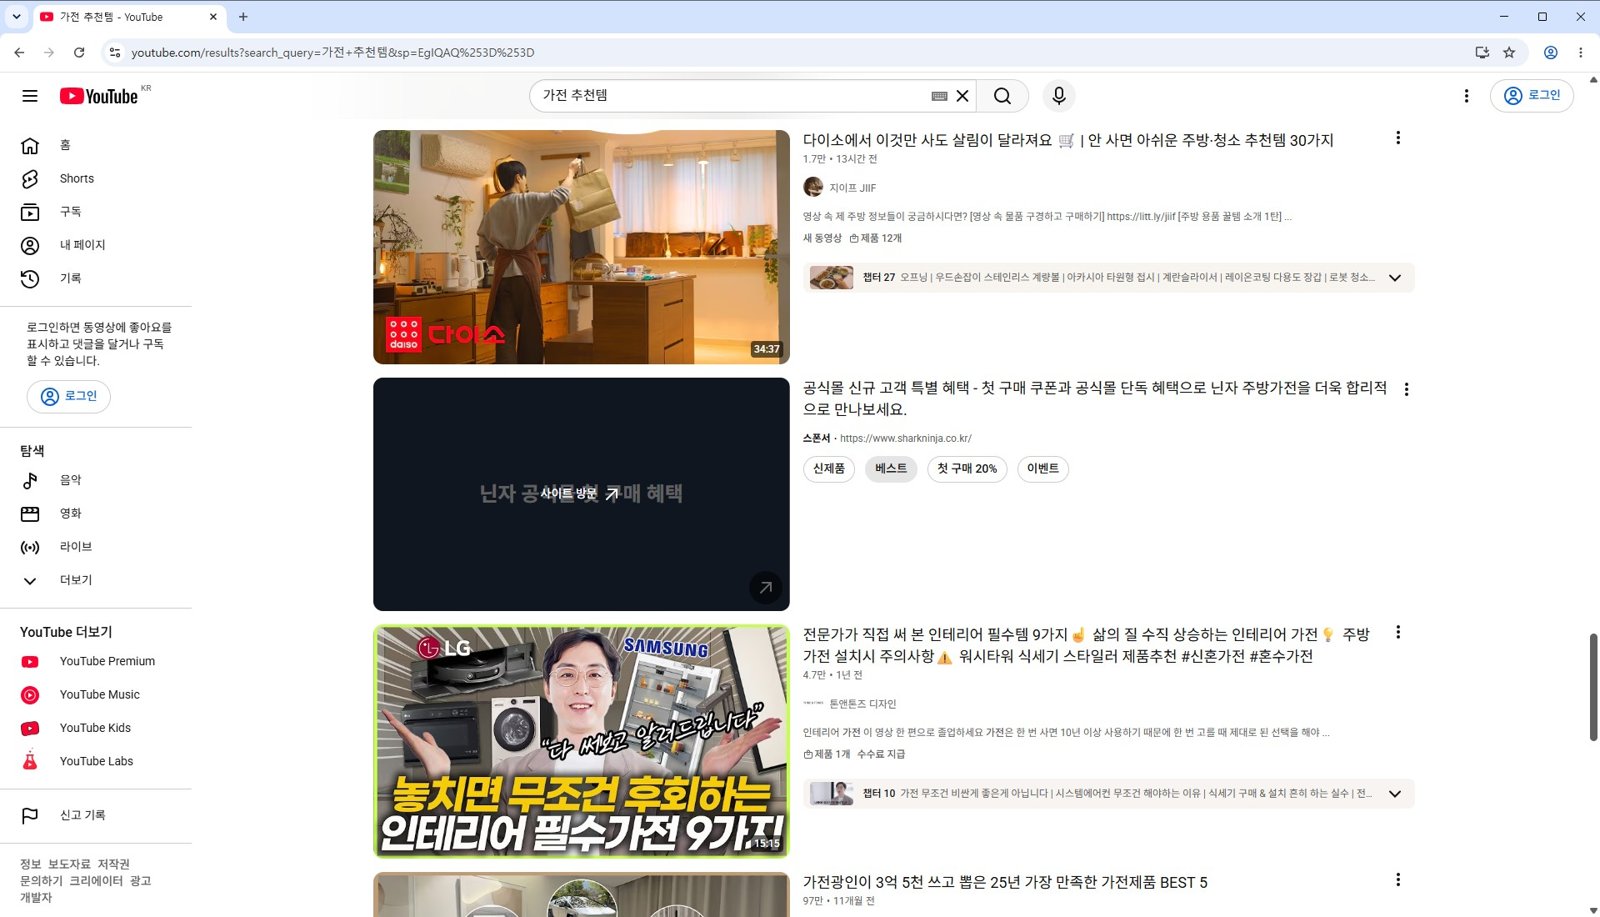 가전 추천템 - YouTube
youtube.com/results?search_query=가전+추천템&sp=EgIQAQ%253D%253D
YouTube KR
가전 추천템
로그인
홈
Shorts
구독
내 페이지
기록
로그인하면 동영상에 좋아요를
표시하고 댓글을 달거나 구독
할 수 있습니다.
로그인
탐색
음악
영화
라이브
더보기
YouTube 더보기
YouTube Premium
YouTube Music
YouTube Kids
YouTube Labs
신고 기록
정보 보도자료 저작권
문의하기 크리에이터 광고
개발자
daiso 다이소
34:37
다이소에서 이것만 사도 살림이 달라져요 🛒 | 안 사면 아쉬운 주방·청소 추천템 30가지
1.7만 • 13시간 전
지이프 JIIF
영상 속 제 주방 정보들이 궁금하시다면? [영상 속 물품 구경하고 구매하기] https://litt.ly/jiif [주방 용품 꿀템 소개 1탄] ...
새 동영상 제품 12개
챕터 27 오프닝 | 우드손잡이 스테인리스 계량볼 | 아카시아 타원형 접시 | 계란슬라이서 | 레이온코팅 다용도 장갑 | 로봇 청소...
닌자 공식몰 첫 구매 혜택
사이트 방문
공식몰 신규 고객 특별 혜택 - 첫 구매 쿠폰과 공식몰 단독 혜택으로 닌자 주방가전을 더욱 합리적
으로 만나보세요.
스폰서 · https://www.sharkninja.co.kr/
신제품
베스트
첫 구매 20%
이벤트
LG
SAMSUNG
"다 써보고 알려드립니다"
놓치면 무조건 후회하는
인테리어 필수가전 9가지
15:15
전문가가 직접 써 본 인테리어 필수템 9가지☝️ 삶의 질 수직 상승하는 인테리어 가전💡 주방
가전 설치시 주의사항⚠️ 워시타워 식세기 스타일러 제품추천 #신혼가전 #혼수가전
4.7만 • 1년 전
톤앤톤즈 디자인
인테리어 가전 이 영상 한 편으로 졸업하세요 가전은 한 번 사면 10년 이상 사용하기 때문에 한 번 고를 때 제대로 된 선택을 해야 ...
제품 1개 수수료 지급
챕터 10 가전 무조건 비싼게 좋은게 아닙니다 | 시스템에어컨 무조건 해야하는 이유 | 식세기 구매 & 설치 흔히 하는 실수 | 전...
가전광인이 3억 5천 쓰고 뽑은 25년 가장 만족한 가전제품 BEST 5
97만 • 11개월 전